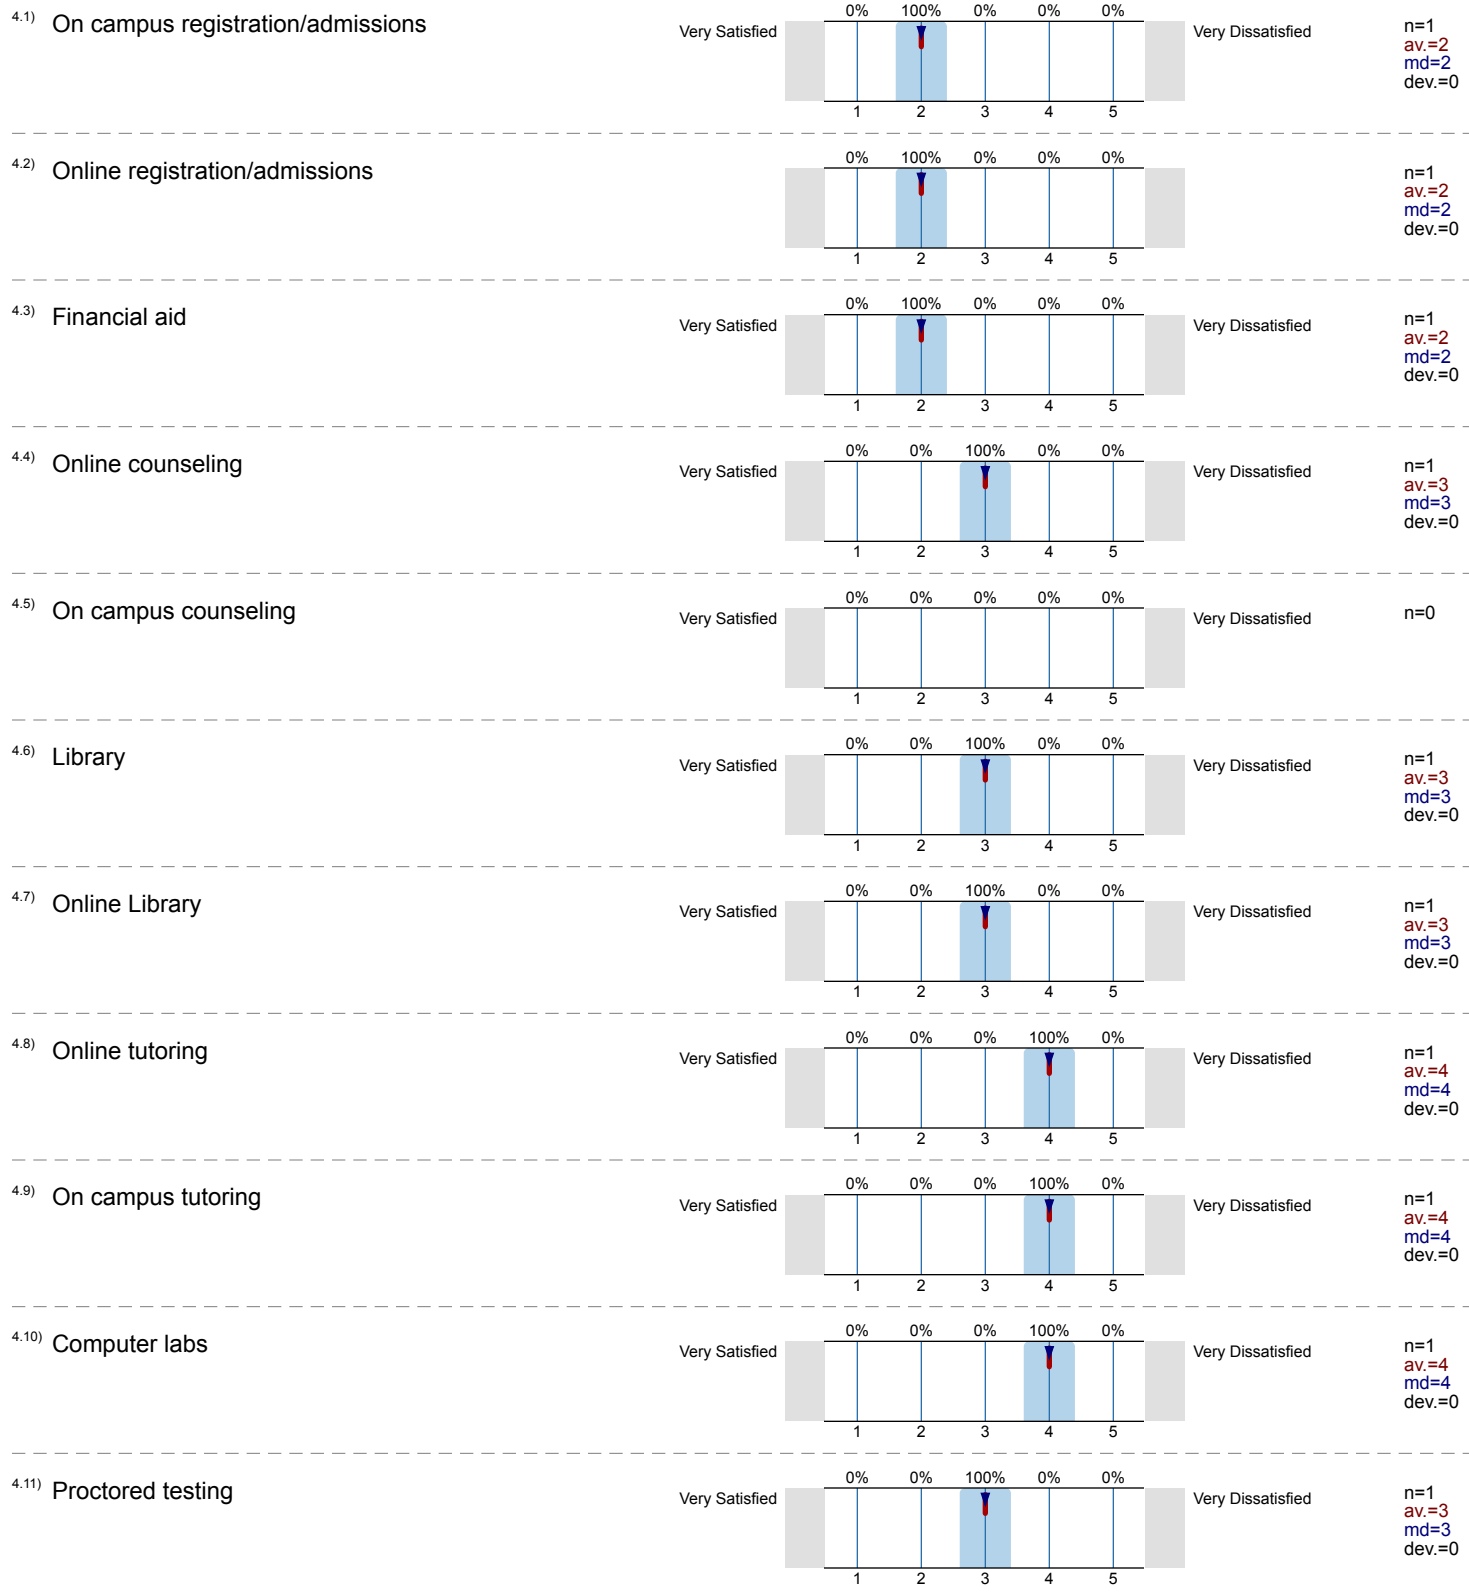 4.1) On campus registration/admissions
0% 100% 0% 0% 0%
Very Satisfied Very Dissatisfied
1 2 3 4 5
n=1
av.=2
md=2
dev.=0
4.2) Online registration/admissions
0% 100% 0% 0% 0%
1 2 3 4 5
n=1
av.=2
md=2
dev.=0
4.3) Financial aid
0% 100% 0% 0% 0%
Very Satisfied Very Dissatisfied
1 2 3 4 5
n=1
av.=2
md=2
dev.=0
4.4) Online counseling
0% 0% 100% 0% 0%
Very Satisfied Very Dissatisfied
1 2 3 4 5
n=1
av.=3
md=3
dev.=0
4.5) On campus counseling
0% 0% 0% 0% 0%
Very Satisfied Very Dissatisfied
1 2 3 4 5
n=0
4.6) Library
0% 0% 100% 0% 0%
Very Satisfied Very Dissatisfied
1 2 3 4 5
n=1
av.=3
md=3
dev.=0
4.7) Online Library
0% 0% 100% 0% 0%
Very Satisfied Very Dissatisfied
1 2 3 4 5
n=1
av.=3
md=3
dev.=0
4.8) Online tutoring
0% 0% 0% 100% 0%
Very Satisfied Very Dissatisfied
1 2 3 4 5
n=1
av.=4
md=4
dev.=0
4.9) On campus tutoring
0% 0% 0% 100% 0%
Very Satisfied Very Dissatisfied
1 2 3 4 5
n=1
av.=4
md=4
dev.=0
4.10) Computer labs
0% 0% 0% 100% 0%
Very Satisfied Very Dissatisfied
1 2 3 4 5
n=1
av.=4
md=4
dev.=0
4.11) Proctored testing
0% 0% 100% 0% 0%
Very Satisfied Very Dissatisfied
1 2 3 4 5
n=1
av.=3
md=3
dev.=0